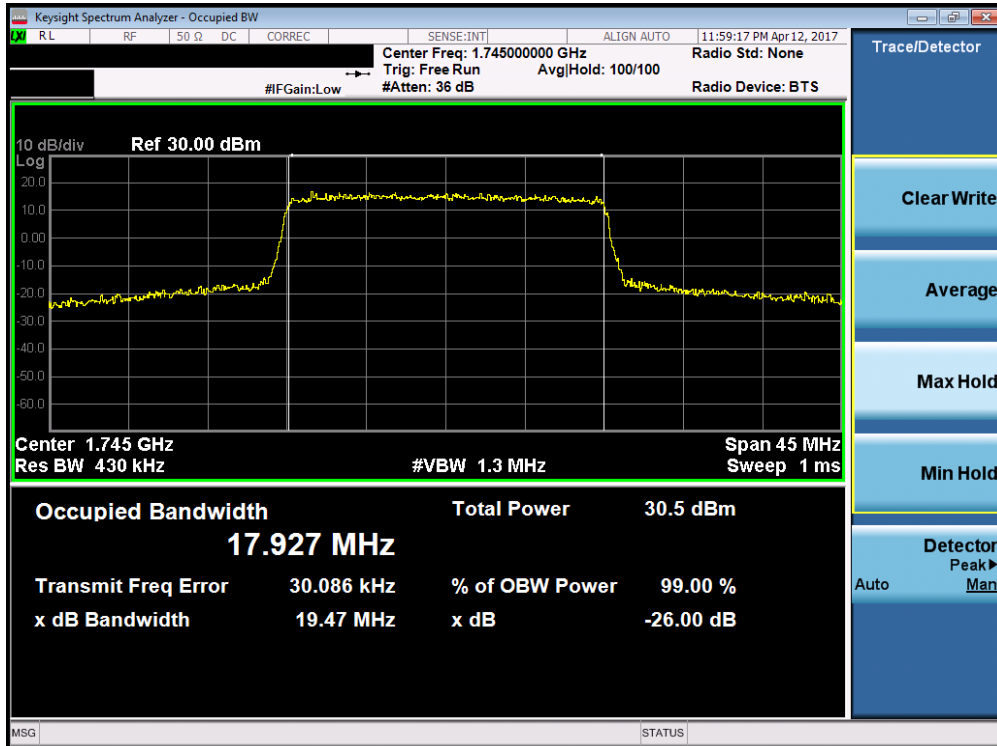 Keysight Spectrum Analyzer - Occupied BW
LXI RL RF 50 Ω DC CORREC SENSE:INT ALIGN AUTO 11:59:17 PM Apr 12, 2017
Center Freq: 1.745000000 GHz Radio Std: None
Trig: Free Run Avg|Hold: 100/100
#IFGain:Low #Atten: 36 dB Radio Device: BTS
Trace/Detector
10 dB/div Ref 30.00 dBm
Log
20.0
10.0
0.00
-10.0
-20.0
-30.0
-40.0
-50.0
-60.0
Center 1.745 GHz Span 45 MHz
Res BW 430 kHz #VBW 1.3 MHz Sweep 1 ms
Occupied Bandwidth Total Power 30.5 dBm
17.927 MHz
Transmit Freq Error 30.086 kHz % of OBW Power 99.00 %
x dB Bandwidth 19.47 MHz x dB -26.00 dB
Clear Write
Average
Max Hold
Min Hold
Detector
Peak▶
Auto Man
MSG STATUS